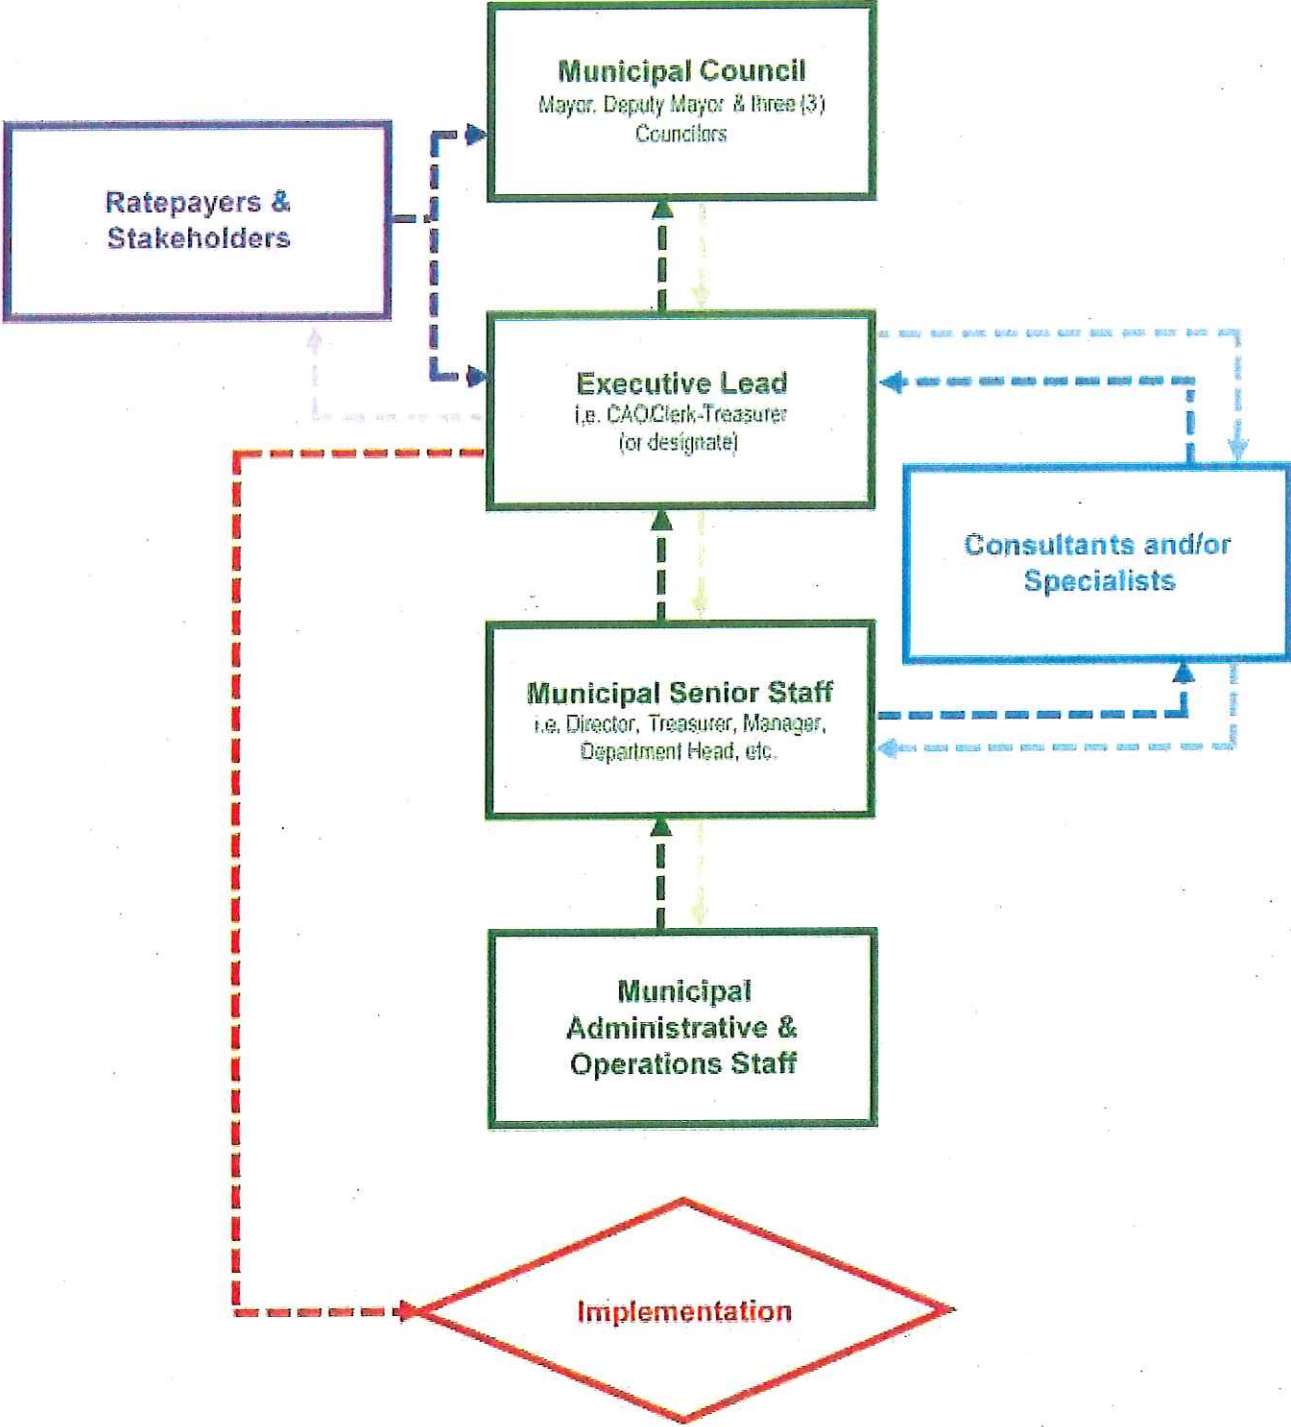 Municipal Council
Mayor, Deputy Mayor & three (3)
Councilors
Ratepayers &
Stakeholders
Executive Lead
i.e. CAO/Clerk-Treasurer
(or designate)
Consultants and/or
Specialists
Municipal Senior Staff
i.e. Director, Treasurer, Manager,
Department Head, etc.
Municipal
Administrative &
Operations Staff
Implementation